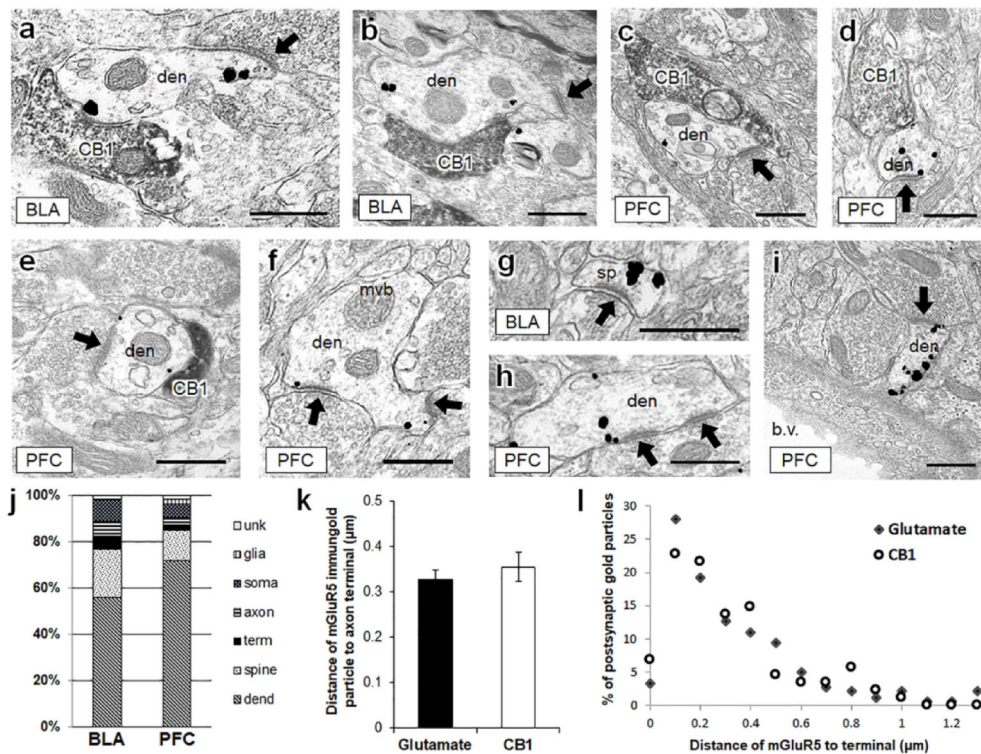 a
den
CB1
BLA
b
den
CB1
BLA
c
CB1
den
PFC
d
CB1
den
PFC
e
den
CB1
PFC
f
mvb
den
PFC
g
sp
BLA
h
den
PFC
i
den
b.v.
PFC
j
100%
80%
60%
40%
20%
0%
BLA PFC
unk
glia
soma
axon
term
spine
dend
k
Distance of mGluR5 immungold
particle to axon terminal (µm)
0.5
0.4
0.3
0.2
0.1
0
Glutamate CB1
l
% of postsynaptic gold particles
30
25
20
15
10
5
0
0 0.2 0.4 0.6 0.8 1 1.2
Distance of mGluR5 to terminal (µm)
Glutamate
CB1